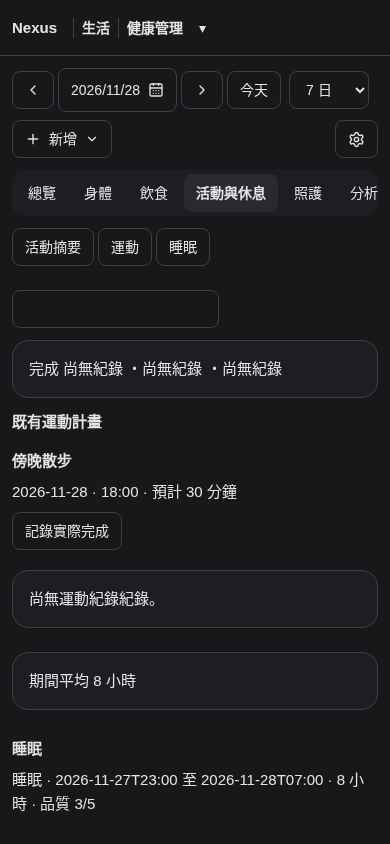 Nexus 生活 健康管理 ▼
2026/11/28 今天 7 日
新增
總覽 身體 飲食 活動與休息 照護 分析
活動摘要 運動 睡眠
完成 尚無紀錄 ・尚無紀錄 ・尚無紀錄
既有運動計畫
傍晚散步
2026-11-28 · 18:00 · 預計 30 分鐘
記錄實際完成
尚無運動紀錄紀錄。
期間平均 8 小時
睡眠
睡眠 · 2026-11-27T23:00 至 2026-11-28T07:00 · 8 小
時 · 品質 3/5